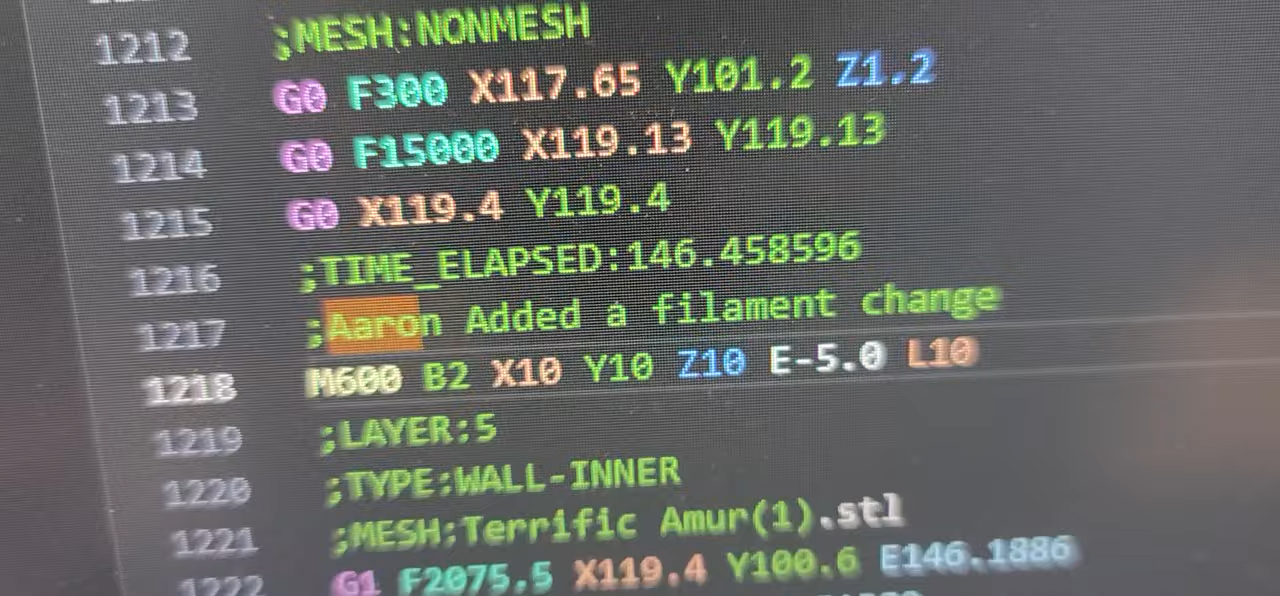 1212 ;MESH:NONMESH
1213 G0 F300 X117.65 Y101.2 Z1.2
1214 G0 F15000 X119.13 Y119.13
1215 G0 X119.4 Y119.4
1216 ;TIME_ELAPSED:146.458596
1217 ;Aaron Added a filament change
1218 M600 B2 X10 Y10 Z10 E-5.0 L10
1219 ;LAYER:5
1220 ;TYPE:WALL-INNER
1221 ;MESH:Terrific Amur(1).stl
1222 G1 F2075.5 X119.4 Y100.6 E146.1886